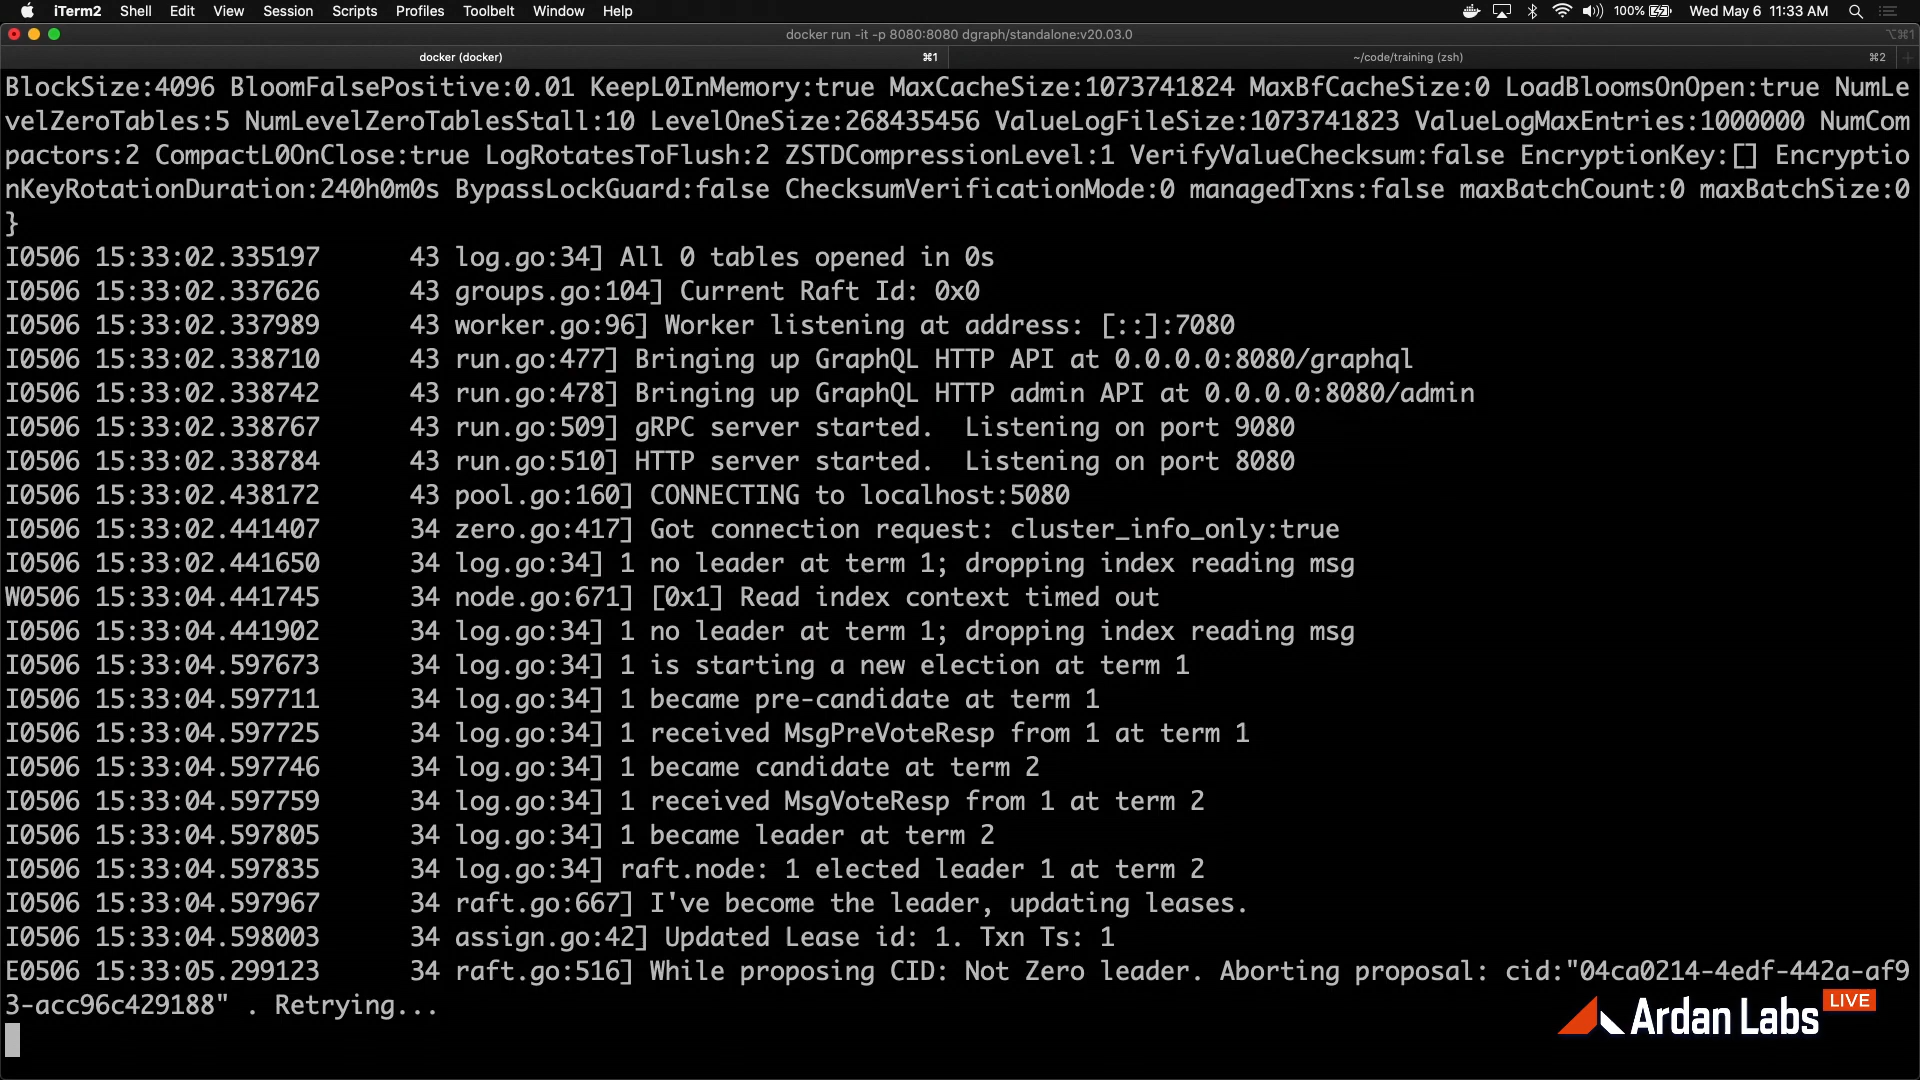 iTerm2 Shell Edit View Session Scripts Profiles Toolbelt Window Help 100% Wed May 6 11:33 AM
docker run -it -p 8080:8080 dgraph/standalone:v20.03.0 ⌥⌘1
docker (docker) ⌘1 ~/code/training (zsh) ⌘2
BlockSize:4096 BloomFalsePositive:0.01 KeepL0InMemory:true MaxCacheSize:1073741824 MaxBfCacheSize:0 LoadBloomsOnOpen:true NumLe
velZeroTables:5 NumLevelZeroTablesStall:10 LevelOneSize:268435456 ValueLogFileSize:1073741823 ValueLogMaxEntries:1000000 NumCom
pactors:2 CompactL0OnClose:true LogRotatesToFlush:2 ZSTDCompressionLevel:1 VerifyValueChecksum:false EncryptionKey:[] Encryptio
nKeyRotationDuration:240h0m0s BypassLockGuard:false ChecksumVerificationMode:0 managedTxns:false maxBatchCount:0 maxBatchSize:0
}
I0506 15:33:02.335197 43 log.go:34] All 0 tables opened in 0s
I0506 15:33:02.337626 43 groups.go:104] Current Raft Id: 0x0
I0506 15:33:02.337989 43 worker.go:96] Worker listening at address: [::]:7080
I0506 15:33:02.338710 43 run.go:477] Bringing up GraphQL HTTP API at 0.0.0.0:8080/graphql
I0506 15:33:02.338742 43 run.go:478] Bringing up GraphQL HTTP admin API at 0.0.0.0:8080/admin
I0506 15:33:02.338767 43 run.go:509] gRPC server started.  Listening on port 9080
I0506 15:33:02.338784 43 run.go:510] HTTP server started.  Listening on port 8080
I0506 15:33:02.438172 43 pool.go:160] CONNECTING to localhost:5080
I0506 15:33:02.441407 34 zero.go:417] Got connection request: cluster_info_only:true
I0506 15:33:02.441650 34 log.go:34] 1 no leader at term 1; dropping index reading msg
W0506 15:33:04.441745 34 node.go:671] [0x1] Read index context timed out
I0506 15:33:04.441902 34 log.go:34] 1 no leader at term 1; dropping index reading msg
I0506 15:33:04.597673 34 log.go:34] 1 is starting a new election at term 1
I0506 15:33:04.597711 34 log.go:34] 1 became pre-candidate at term 1
I0506 15:33:04.597725 34 log.go:34] 1 received MsgPreVoteResp from 1 at term 1
I0506 15:33:04.597746 34 log.go:34] 1 became candidate at term 2
I0506 15:33:04.597759 34 log.go:34] 1 received MsgVoteResp from 1 at term 2
I0506 15:33:04.597805 34 log.go:34] 1 became leader at term 2
I0506 15:33:04.597835 34 log.go:34] raft.node: 1 elected leader 1 at term 2
I0506 15:33:04.597967 34 raft.go:667] I've become the leader, updating leases.
I0506 15:33:04.598003 34 assign.go:42] Updated Lease id: 1. Txn Ts: 1
E0506 15:33:05.299123 34 raft.go:516] While proposing CID: Not Zero leader. Aborting proposal: cid:"04ca0214-4edf-442a-af9
3-acc96c429188" . Retrying...
Ardan Labs LIVE